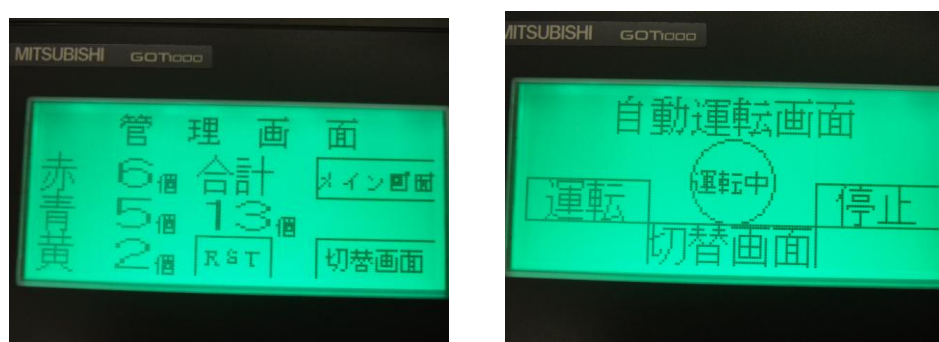 MITSUBISHI GOT1000
管理画面
赤 6個 合計 メイン画面
青 5個 13個
黄 2個 RST 切替画面
MITSUBISHI GOT1000
自動運転画面
運転中
運転 停止
切替画面